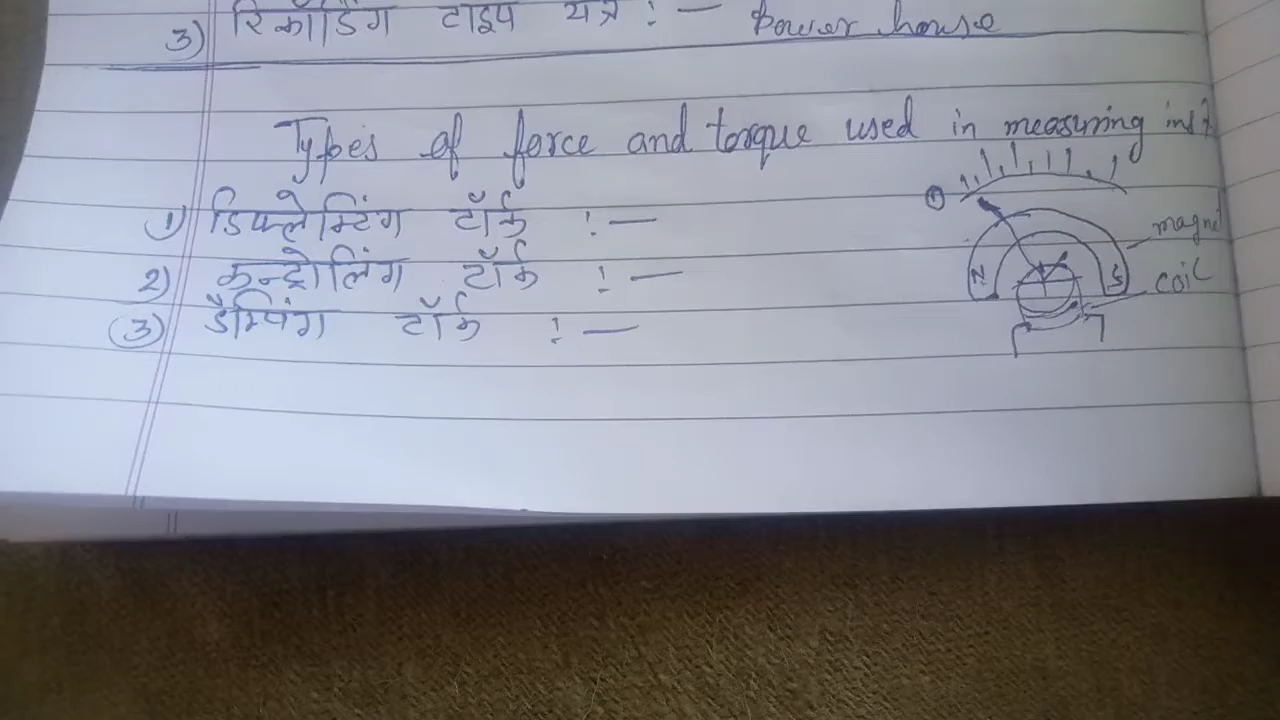 3) रिकॉर्डिंग टाइप यंत्र : — Power house
Types of force and torque used in measuring inst
1) डिफ्लेक्टिंग टॉर्क : —
2) कन्ट्रोलिंग टॉर्क : —
3) डैम्पिंग टॉर्क : —
magnet
N
S
coil